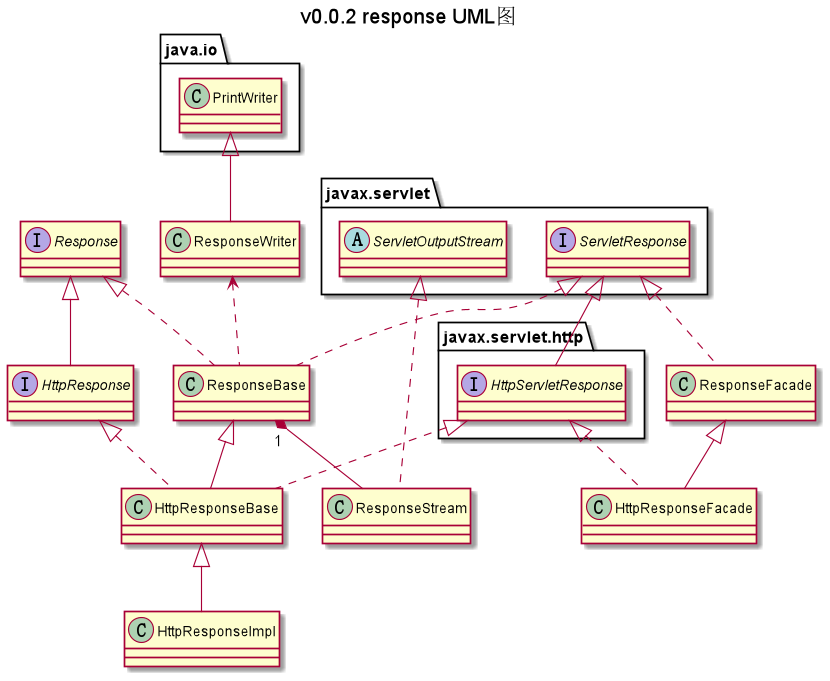 v0.0.2 response UML图
java.io
C PrintWriter
javax.servlet
I Response
C ResponseWriter
A ServletOutputStream
I ServletResponse
javax.servlet.http
I HttpResponse
C ResponseBase
I HttpServletResponse
C ResponseFacade
1
C HttpResponseBase
C ResponseStream
C HttpResponseFacade
C HttpResponseImpl